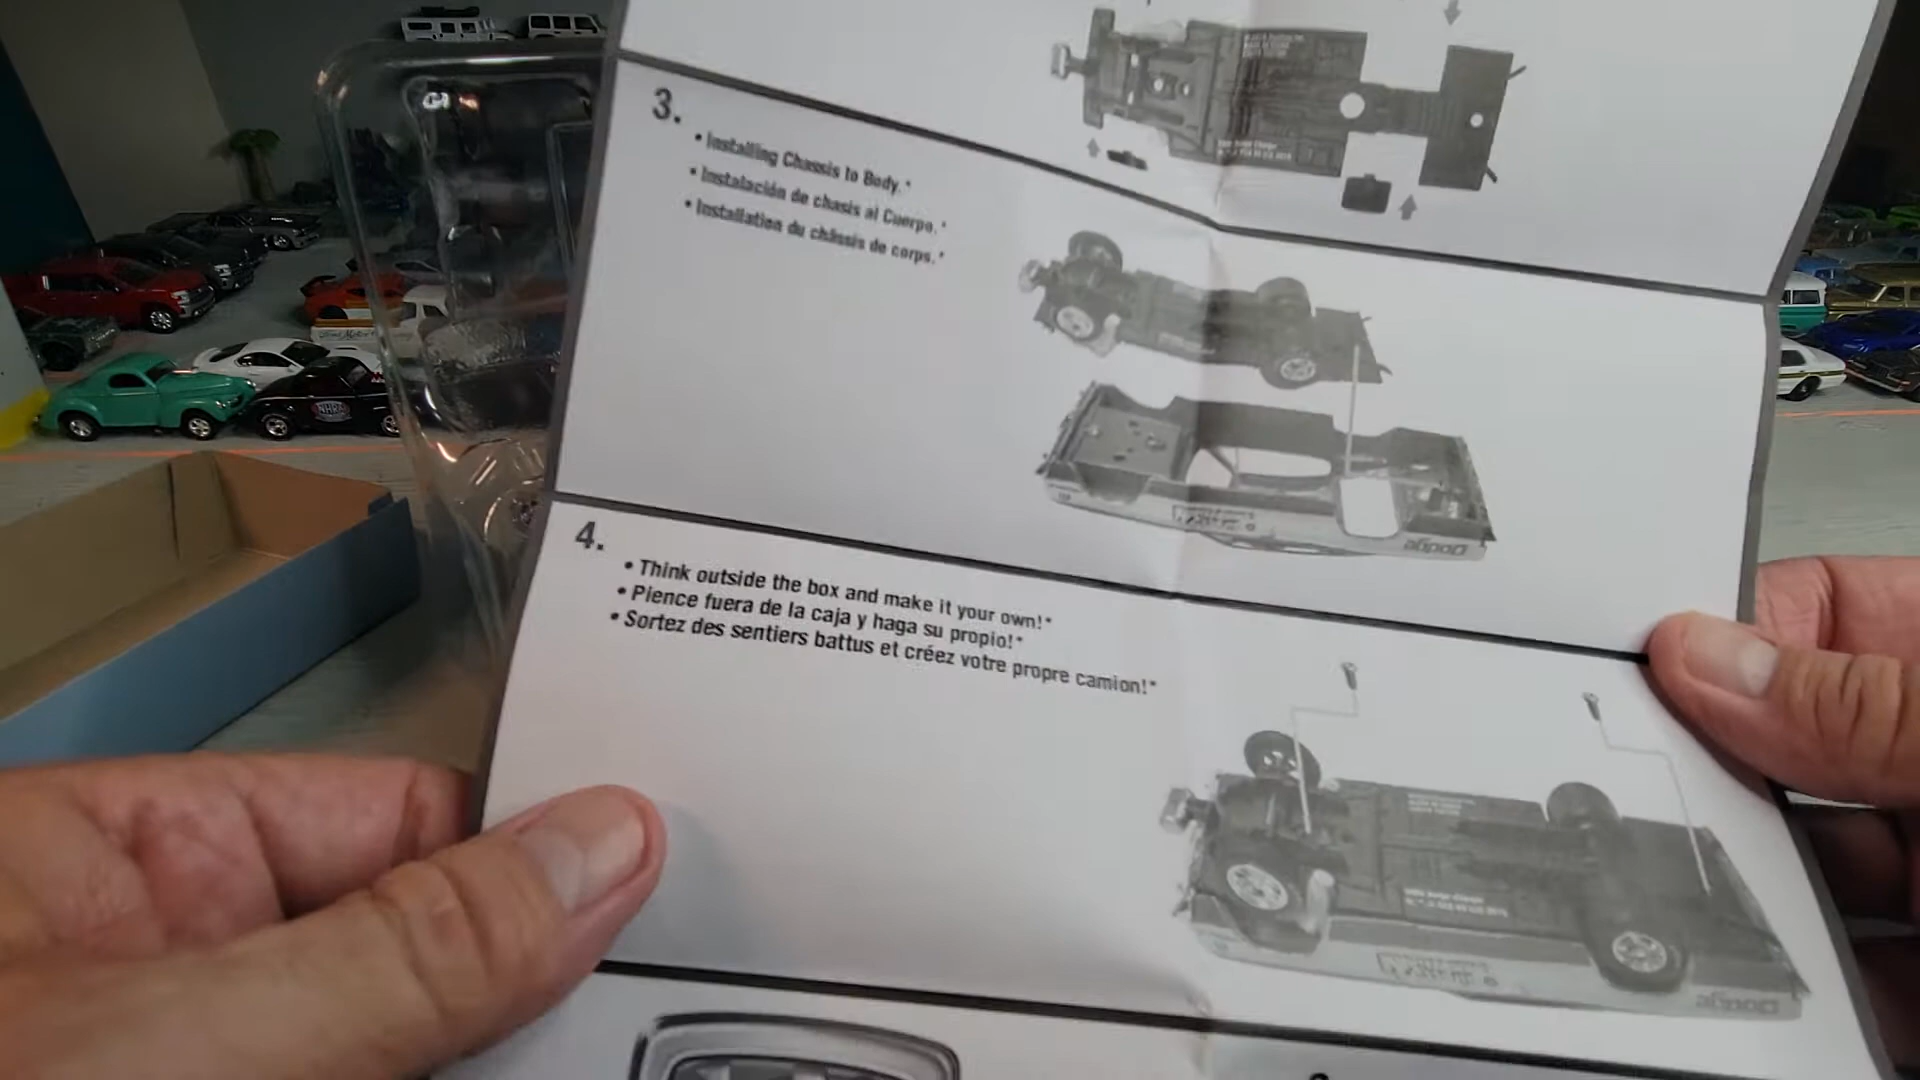 3.
• Installing Chassis to Body.*
• Instalación de chasis al Cuerpo.*
• Installation du châssis de corps.*
Dodge
4.
• Think outside the box and make it your own!*
• Pience fuera de la caja y haga su propio!*
• Sortez des sentiers battus et créez votre propre camion!*
Dodge
NHRA